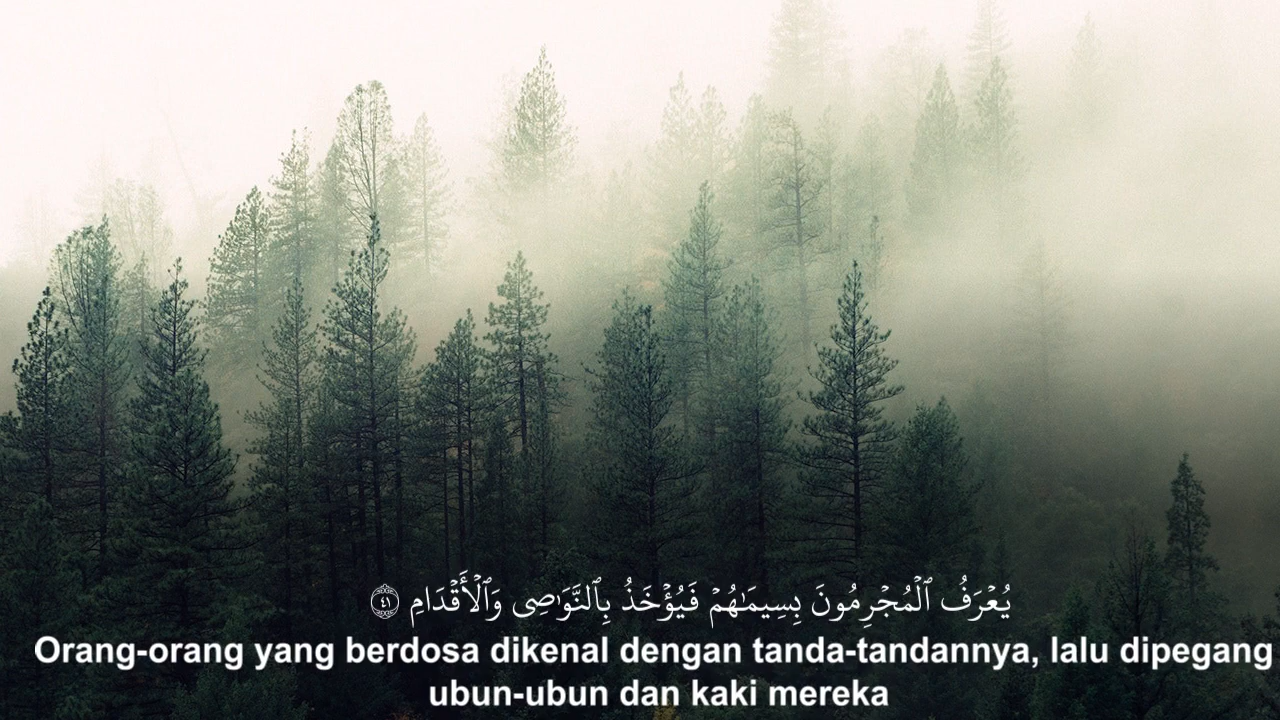 يُعۡرَفُ ٱلۡمُجۡرِمُونَ بِسِيمَٰهُمۡ فَيُؤۡخَذُ بِٱلنَّوَٰصِي وَٱلۡأَقۡدَامِ ٤١
Orang-orang yang berdosa dikenal dengan tanda-tandannya, lalu dipegang
ubun-ubun dan kaki mereka